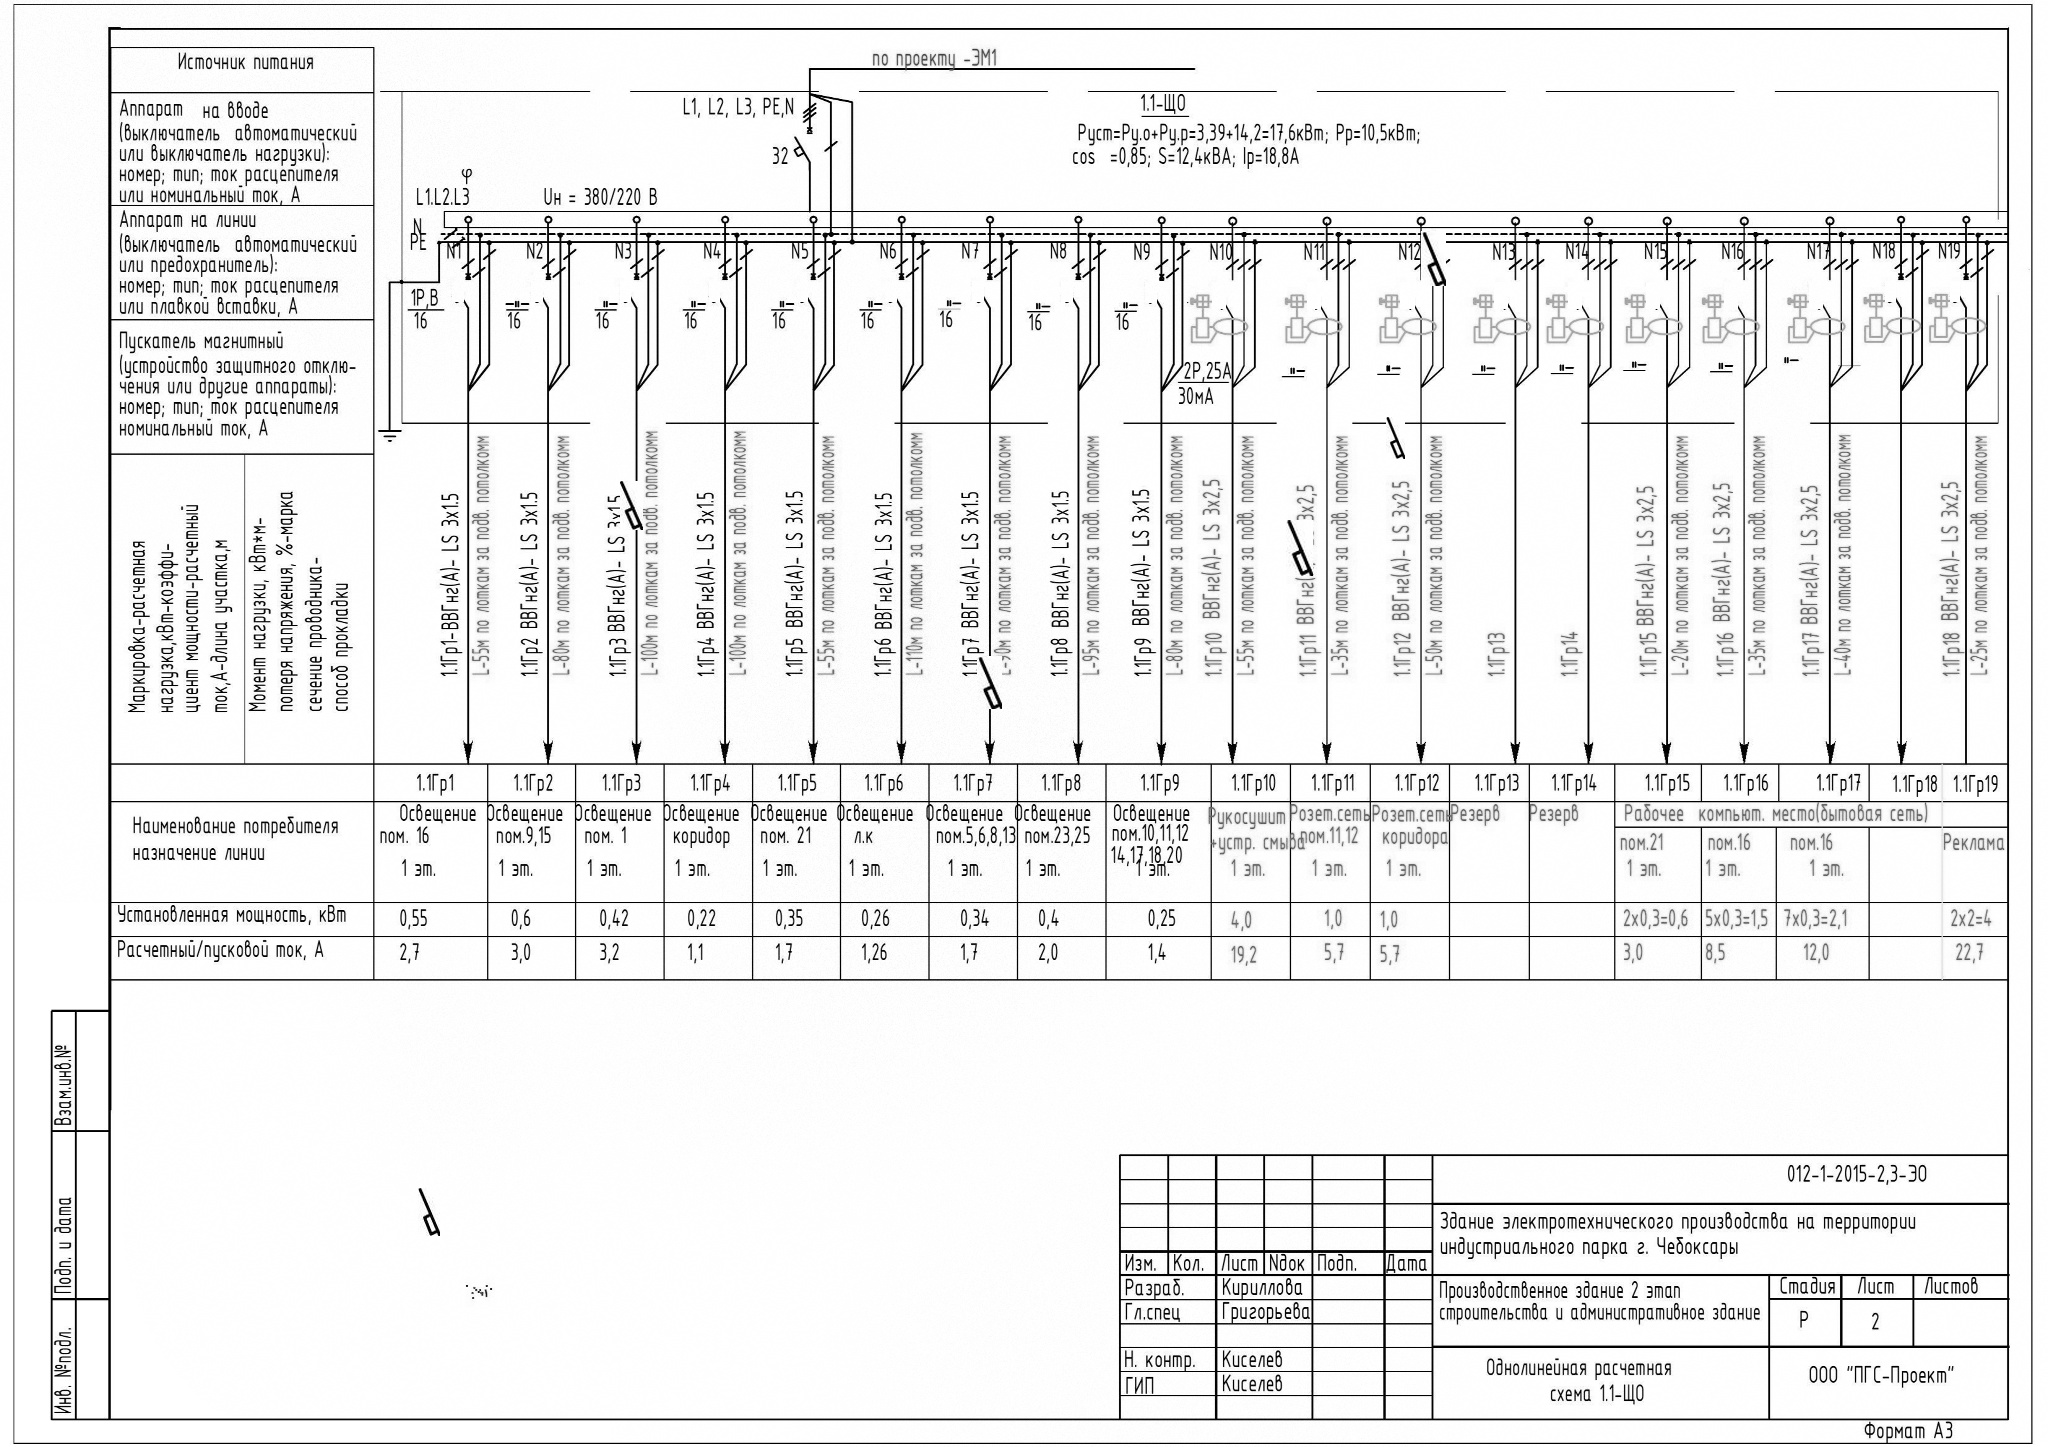 по проекту -ЭМ1
Источник питания
Аппарат на вводе
(выключатель автоматический
или выключатель нагрузки):
номер; тип; ток расцепителя
или номинальный ток, А
Аппарат на линии
(выключатель автоматический
или предохранитель):
номер; тип; ток расцепителя
или плавкой вставки, А
Пускатель магнитный
(устройство защитного отклю-
чения или другие аппараты):
номер; тип; ток расцепителя
номинальный ток, А
Маркировка-расчетная
нагрузка,кВт-коэффи-
циент мощности-расчетный
ток,А-длина участка,м
Момент нагрузки, кВт*м-
потеря напряжения, %-марка
сечение проводника-
способ прокладки
L1, L2, L3, PE,N
32
1.1-ЩО
Руст=Ру.о+Ру.р=3,39+14,2=17,6кВт; Рр=10,5кВт;
cos =0,85; S=12,4кВА; Iр=18,8А
φ
L1.L2.L3
Uн = 380/220 В
N
PE
N1 N2 N3 N4 N5 N6 N7 N8 N9 N10 N11 N12 N13 N14 N15 N16 N17 N18 N19
1Р,В
16
"— 16
"— 16
"— 16
"— 16
"— 16
"— 16
"— 16
"— 16
2Р,25А
30мА
"— "— "— "— "— "— "—
1.1Гр1-ВВГнг(А)- LS 3х1.5
L-55м по лоткам за подв. потолкомм
1.1Гр2 ВВГнг(А)- LS 3х1.5
L-80м по лоткам за подв. потолкомм
1.1Гр3 ВВГнг(А)- LS 3х1.5
L-100м по лоткам за подв. потолкомм
1.1Гр4 ВВГнг(А)- LS 3х1.5
L-100м по лоткам за подв. потолкомм
1.1Гр5 ВВГнг(А)- LS 3х1.5
L-55м по лоткам за подв. потолкомм
1.1Гр6 ВВГнг(А)- LS 3х1.5
L-110м по лоткам за подв. потолкомм
1.1Гр7 ВВГнг(А)- LS 3х1.5
L-90м по лоткам за подв. потолкомм
1.1Гр8 ВВГнг(А)- LS 3х1.5
L-95м по лоткам за подв. потолкомм
1.1Гр9 ВВГнг(А)- LS 3х1.5
L-80м по лоткам за подв. потолкомм
1.1Гр10 ВВГнг(А)- LS 3х2,5
L-55м по лоткам за подв. потолкомм
1.1Гр11 ВВГнг(А) 3х2,5
L-35м по лоткам за подв. потолкомм
1.1Гр12 ВВГнг(А)- LS 3х2,5
L-50м по лоткам за подв. потолкомм
1.1Гр13
1.1Гр14
1.1Гр15 ВВГнг(А)- LS 3х2,5
L-20м по лоткам за подв. потолкомм
1.1Гр16 ВВГнг(А)- LS 3х2,5
L-35м по лоткам за подв. потолкомм
1.1Гр17 ВВГнг(А)- LS 3х2,5
L-40м по лоткам за подв. потолкомм
1.1Гр18 ВВГнг(А)- LS 3х2,5
L-25м по лоткам за подв. потолкомм
1.1Гр1 1.1Гр2 1.1Гр3 1.1Гр4 1.1Гр5 1.1Гр6 1.1Гр7 1.1Гр8 1.1Гр9 1.1Гр10 1.1Гр11 1.1Гр12 1.1Гр13 1.1Гр14 1.1Гр15 1.1Гр16 1.1Гр17 1.1Гр18 1.1Гр19
Наименование потребителя
назначение линии
Освещение
пом. 16
1 эт.
Освещение
пом.9,15
1 эт.
Освещение
пом. 1
1 эт.
Освещение
коридор
1 эт.
Освещение
пом. 21
1 эт.
Освещение
л.к
1 эт.
Освещение
пом.5,6,8,13
1 эт.
Освещение
пом.23,25
1 эт.
Освещение
пом.10,11,12
14,17,18,20
1 эт.
Рукосушит
+устр. смыва
1 эт.
Розет.сеть
пом.11,12
1 эт.
Розет.сеть
коридора
1 эт.
Резерв
Резерв
Рабочее компьют. место(бытовая сеть)
пом.21
1 эт.
пом.16
1 эт.
пом.16
1 эт.
Реклама
Установленная мощность, кВт 0,55 0,6 0,42 0,22 0,35 0,26 0,34 0,4 0,25 4,0 1,0 1,0 2х0,3=0,6 5х0,3=1,5 7х0,3=2,1 2х2=4
Расчетный/пусковой ток, А 2,7 3,0 3,2 1,1 1,7 1,26 1,7 2,0 1,4 19,2 5,7 5,7 3,0 8,5 12,0 22,7
Взам.инв.№
Подп. и дата
Инв. №подл.
012-1-2015-2,3-ЭО
Здание электротехнического производства на территории
индустриального парка г. Чебоксары
Изм. Кол. Лист Nдок Подп. Дата
Разраб. Кириллова
Гл.спец Григорьева
Н. контр. Киселев
ГИП Киселев
Производственное здание 2 этап
строительства и административное здание
Стадия Лист Листов
Р 2
Однолинейная расчетная
схема 1.1-ЩО
ООО "ПГС-Проект"
Формат А3